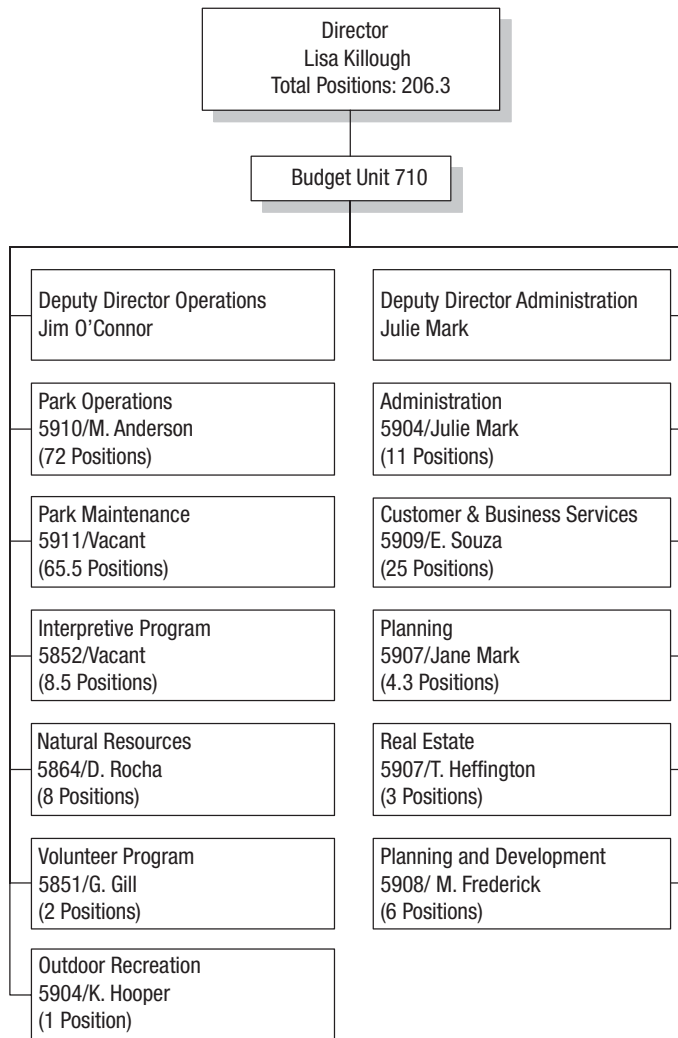 Director
Lisa Killough
Total Positions: 206.3
Budget Unit 710
Deputy Director Operations
Jim O’Connor
Park Operations
5910/M. Anderson
(72 Positions)
Park Maintenance
5911/Vacant
(65.5 Positions)
Interpretive Program
5852/Vacant
(8.5 Positions)
Natural Resources
5864/D. Rocha
(8 Positions)
Volunteer Program
5851/G. Gill
(2 Positions)
Outdoor Recreation
5904/K. Hooper
(1 Position)
Deputy Director Administration
Julie Mark
Administration
5904/Julie Mark
(11 Positions)
Customer & Business Services
5909/E. Souza
(25 Positions)
Planning
5907/Jane Mark
(4.3 Positions)
Real Estate
5907/T. Heffington
(3 Positions)
Planning and Development
5908/ M. Frederick
(6 Positions)